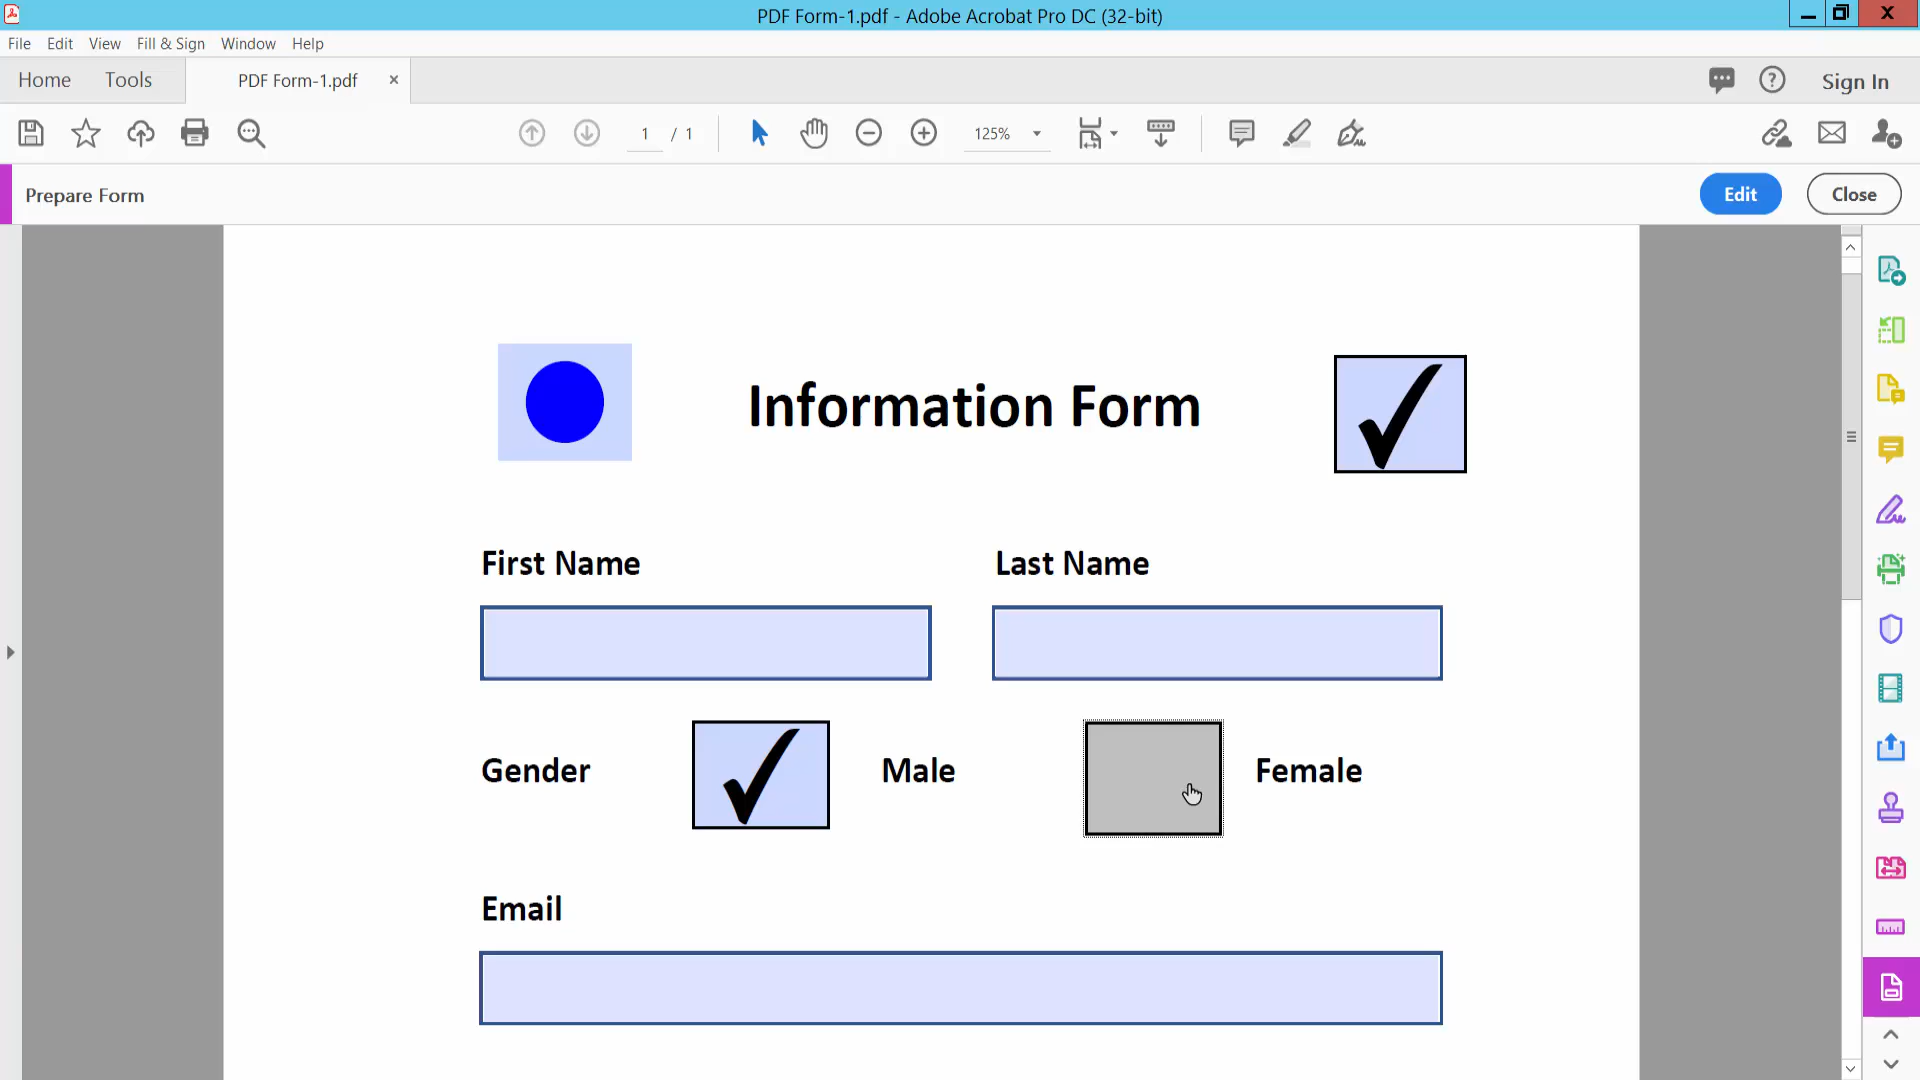 PDF Form-1.pdf - Adobe Acrobat Pro DC (32-bit)
File Edit View Fill & Sign Window Help
Home Tools PDF Form-1.pdf × Sign In
1 / 1 125%
Prepare Form Edit Close
Information Form
First Name Last Name
Gender Male Female
Email